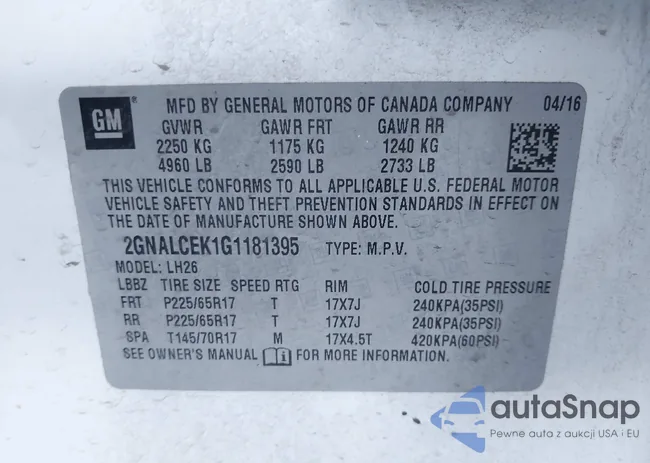 GM
MFD BY GENERAL MOTORS OF CANADA COMPANY 04/16
GVWR GAWR FRT GAWR RR
2250 KG 1175 KG 1240 KG
4960 LB 2590 LB 2733 LB
THIS VEHICLE CONFORMS TO ALL APPLICABLE U.S. FEDERAL MOTOR
VEHICLE SAFETY AND THEFT PREVENTION STANDARDS IN EFFECT ON
THE DATE OF MANUFACTURE SHOWN ABOVE.
2GNALCEK1G1181395 TYPE: M.P.V.
MODEL: LH26
LBBZ TIRE SIZE SPEED RTG RIM COLD TIRE PRESSURE
FRT P225/65R17 T 17X7J 240KPA(35PSI)
RR P225/65R17 T 17X7J 240KPA(35PSI)
SPA T145/70R17 M 17X4.5T 420KPA(60PSI)
SEE OWNER'S MANUAL i FOR MORE INFORMATION.
autaSnap
Pewne auta z aukcji USA i EU